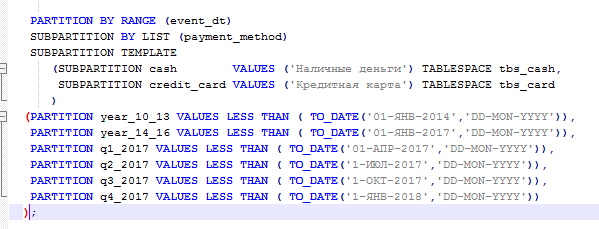 PARTITION BY RANGE (event_dt)
SUBPARTITION BY LIST (payment_method)
SUBPARTITION TEMPLATE
(SUBPARTITION cash VALUES ('Наличные деньги') TABLESPACE tbs_cash,
SUBPARTITION credit_card VALUES ('Кредитная карта') TABLESPACE tbs_card
)
(PARTITION year_10_13 VALUES LESS THAN ( TO_DATE('01-ЯНВ-2014','DD-MON-YYYY')),
PARTITION year_14_16 VALUES LESS THAN ( TO_DATE('01-ЯНВ-2017','DD-MON-YYYY')),
PARTITION q1_2017 VALUES LESS THAN ( TO_DATE('01-АПР-2017','DD-MON-YYYY')),
PARTITION q2_2017 VALUES LESS THAN ( TO_DATE('1-ИЮЛ-2017','DD-MON-YYYY')),
PARTITION q3_2017 VALUES LESS THAN ( TO_DATE('1-ОКТ-2017','DD-MON-YYYY')),
PARTITION q4_2017 VALUES LESS THAN ( TO_DATE('1-ЯНВ-2018','DD-MON-YYYY'))
);